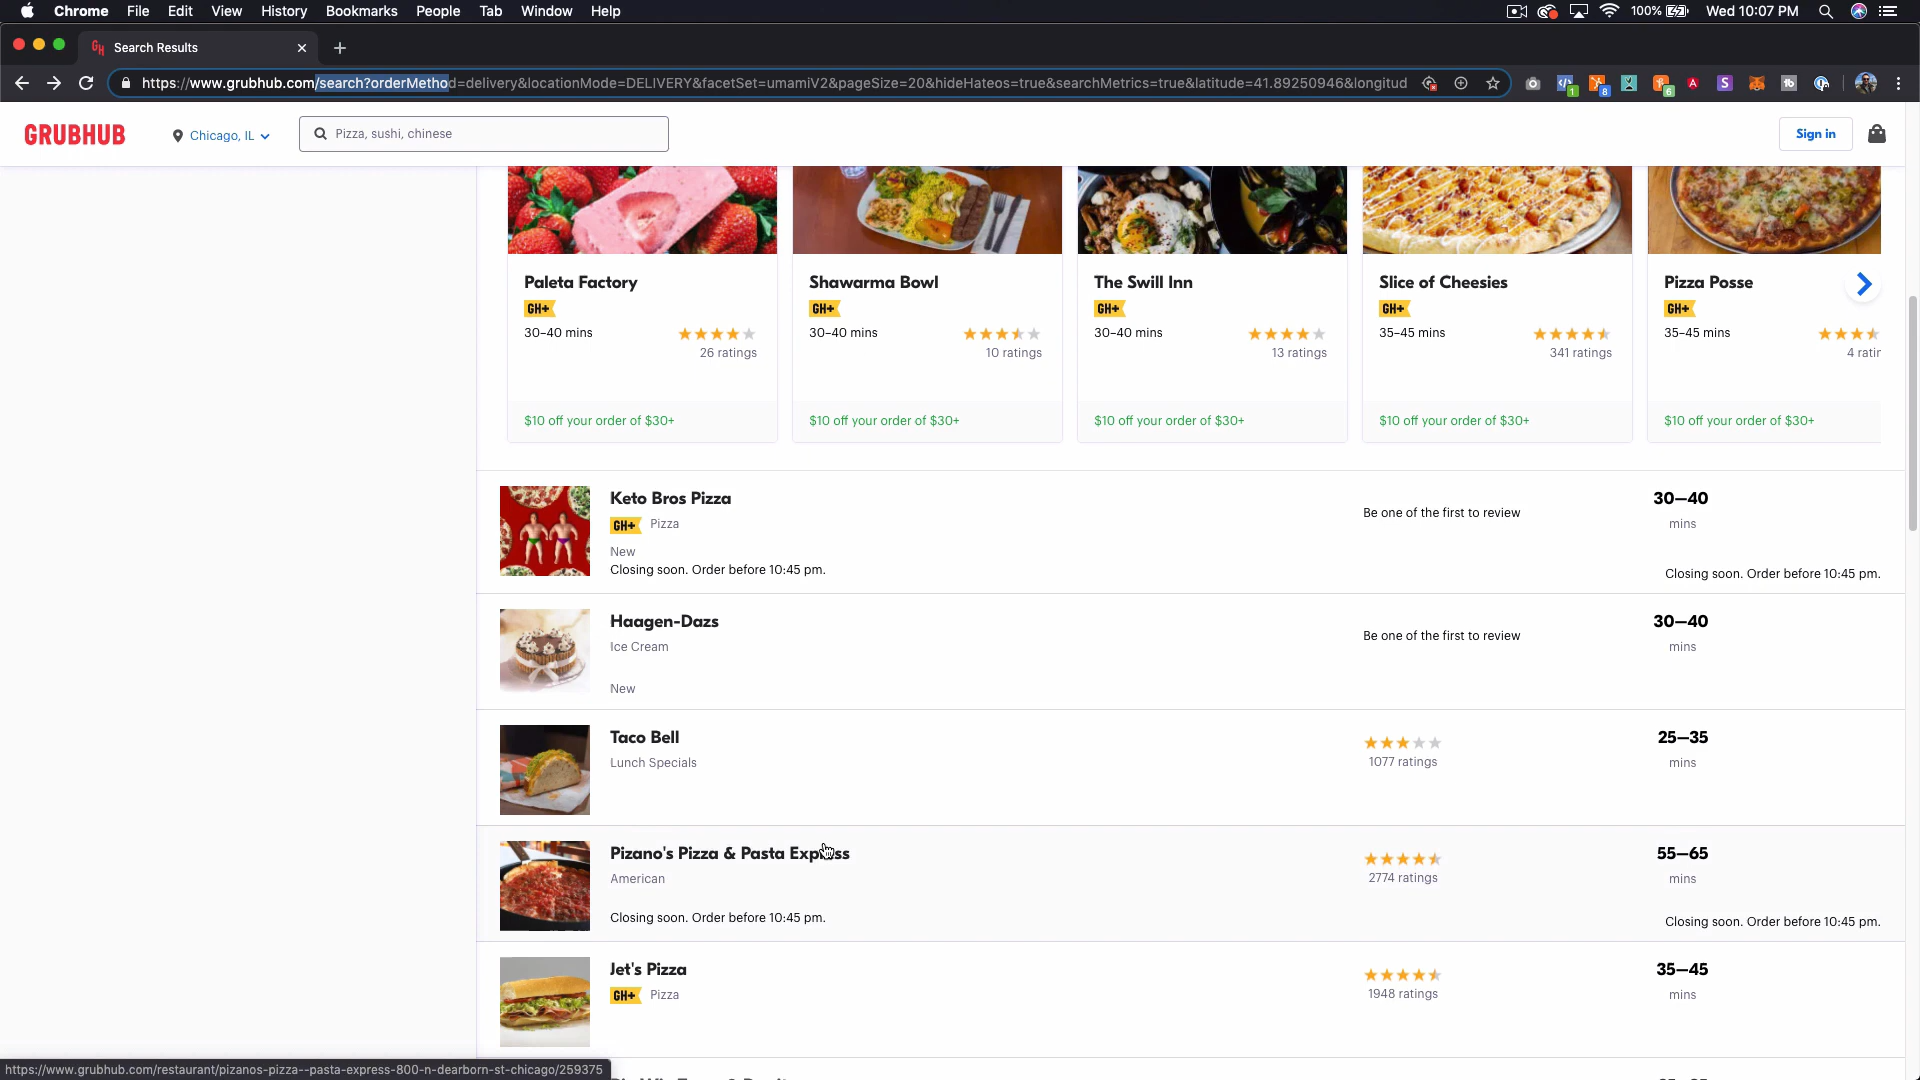 Chrome File Edit View History Bookmarks People Tab Window Help 100% Wed 10:07 PM
GH Search Results
https://www.grubhub.com/search?orderMethod=delivery&locationMode=DELIVERY&facetSet=umamiV2&pageSize=20&hideHateos=true&searchMetrics=true&latitude=41.89250946&longitud
1 8 6 A S tb
GRUBHUB Chicago, IL Pizza, sushi, chinese Sign in
Paleta Factory Shawarma Bowl The Swill Inn Slice of Cheesies Pizza Posse
GH+ GH+ GH+ GH+ GH+
30–40 mins 30–40 mins 30–40 mins 35–45 mins 35–45 mins
26 ratings 10 ratings 13 ratings 341 ratings 4 ratin
$10 off your order of $30+ $10 off your order of $30+ $10 off your order of $30+ $10 off your order of $30+ $10 off your order of $30+
Keto Bros Pizza 30–40
Be one of the first to review
GH+ Pizza mins
New
Closing soon. Order before 10:45 pm. Closing soon. Order before 10:45 pm.
Haagen-Dazs 30–40
Be one of the first to review
Ice Cream mins
New
Taco Bell 25–35
Lunch Specials 1077 ratings mins
Pizano's Pizza & Pasta Express 55–65
American 2774 ratings mins
Closing soon. Order before 10:45 pm. Closing soon. Order before 10:45 pm.
Jet's Pizza 35–45
GH+ Pizza 1948 ratings mins
https://www.grubhub.com/restaurant/pizanos-pizza--pasta-express-800-n-dearborn-st-chicago/259375